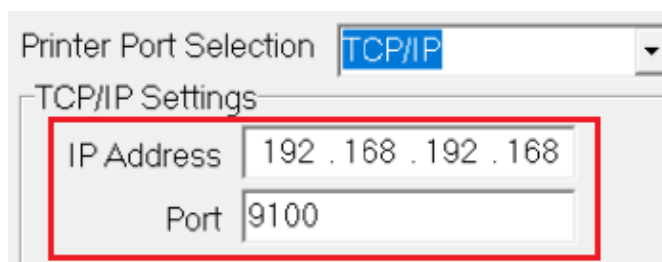 Printer Port Selection TCP/IP
TCP/IP Settings
IP Address 192 . 168 . 192 . 168
Port 9100